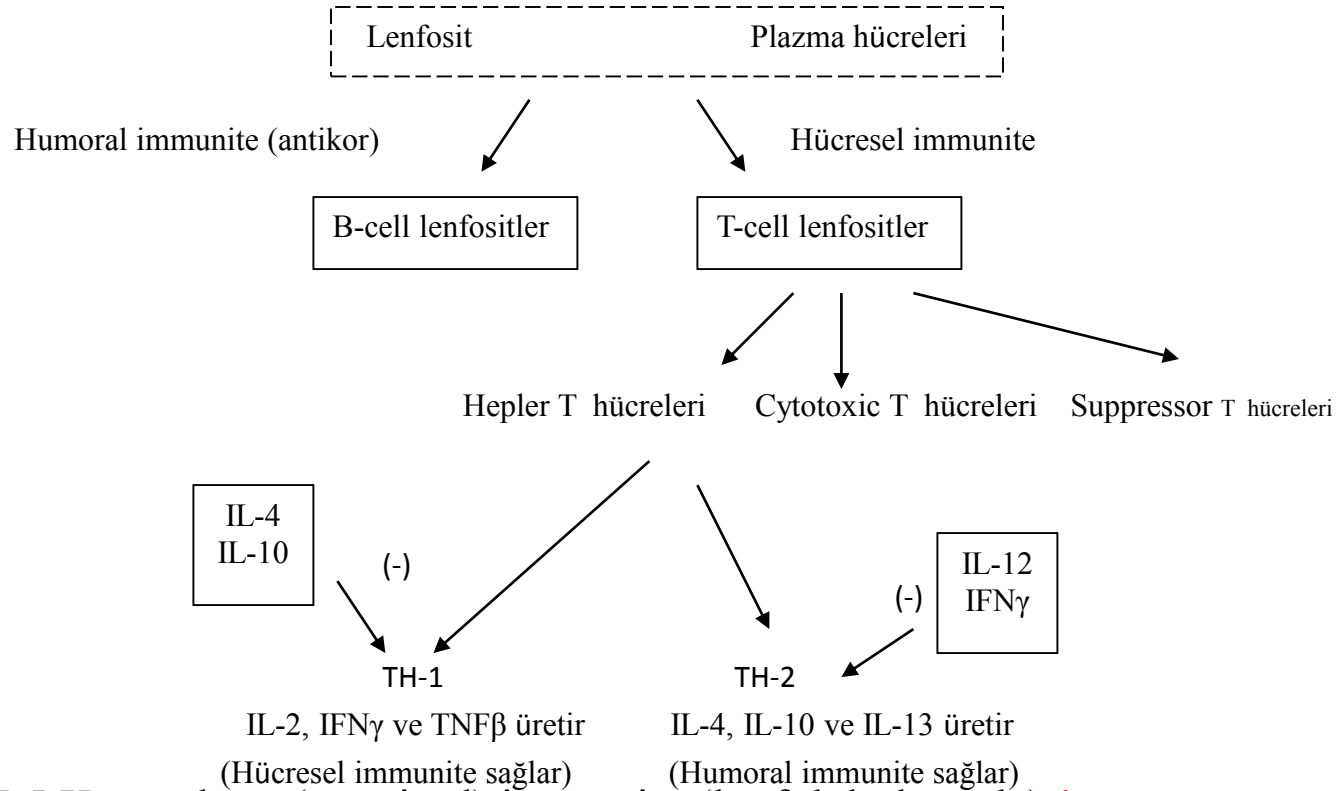 Lenfosit Plazma hücreleri
Humoral immunite (antikor) Hücresel immunite
B-cell lenfositler T-cell lenfositler
Hepler T hücreleri Cytotoxic T hücreleri Suppressor T hücreleri
IL-4
IL-10
(-)
IL-12
IFNγ
(-)
TH-1 TH-2
IL-2, IFNγ ve TNFβ üretir IL-4, IL-10 ve IL-13 üretir
(Hücresel immunite sağlar) (Humoral immunite sağlar)